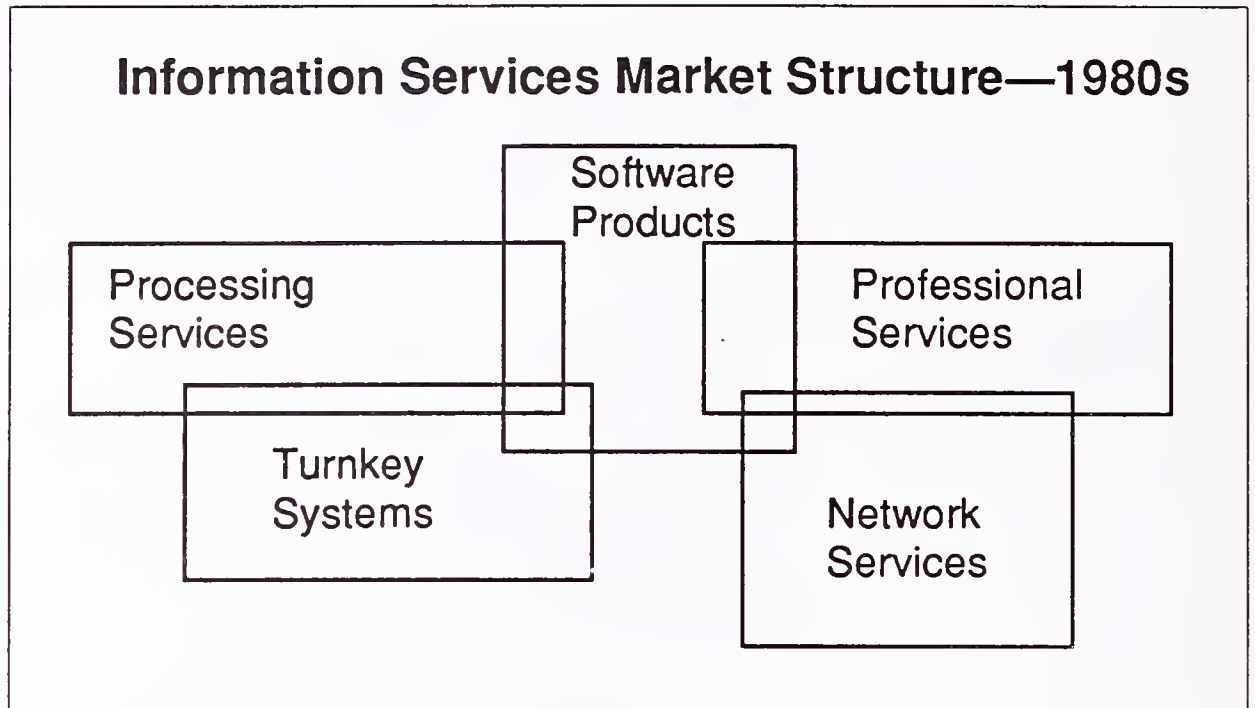 Information Services Market Structure—1980s
Software
Products
Processing
Services
Professional
Services
Turnkey
Systems
Network
Services